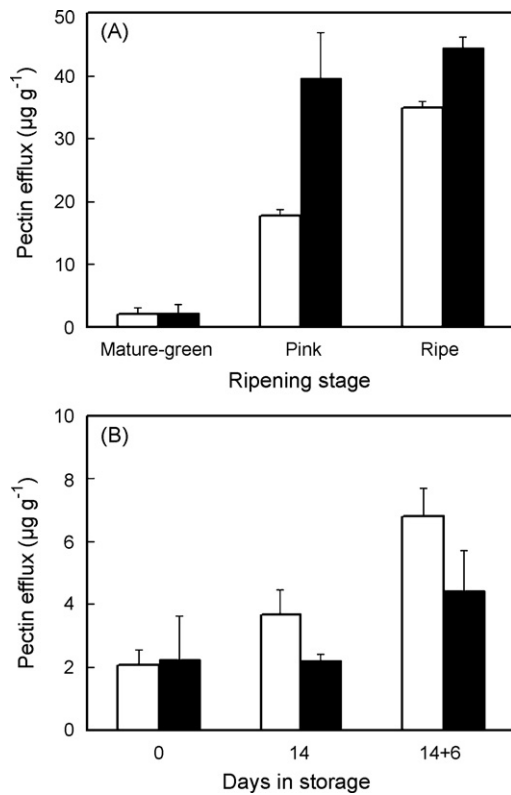 (A)
Pectin efflux (µg g⁻¹)
50
40
30
20
10
0
Mature-green Pink Ripe
Ripening stage
(B)
Pectin efflux (µg g⁻¹)
10
8
6
4
2
0
0 14 14+6
Days in storage